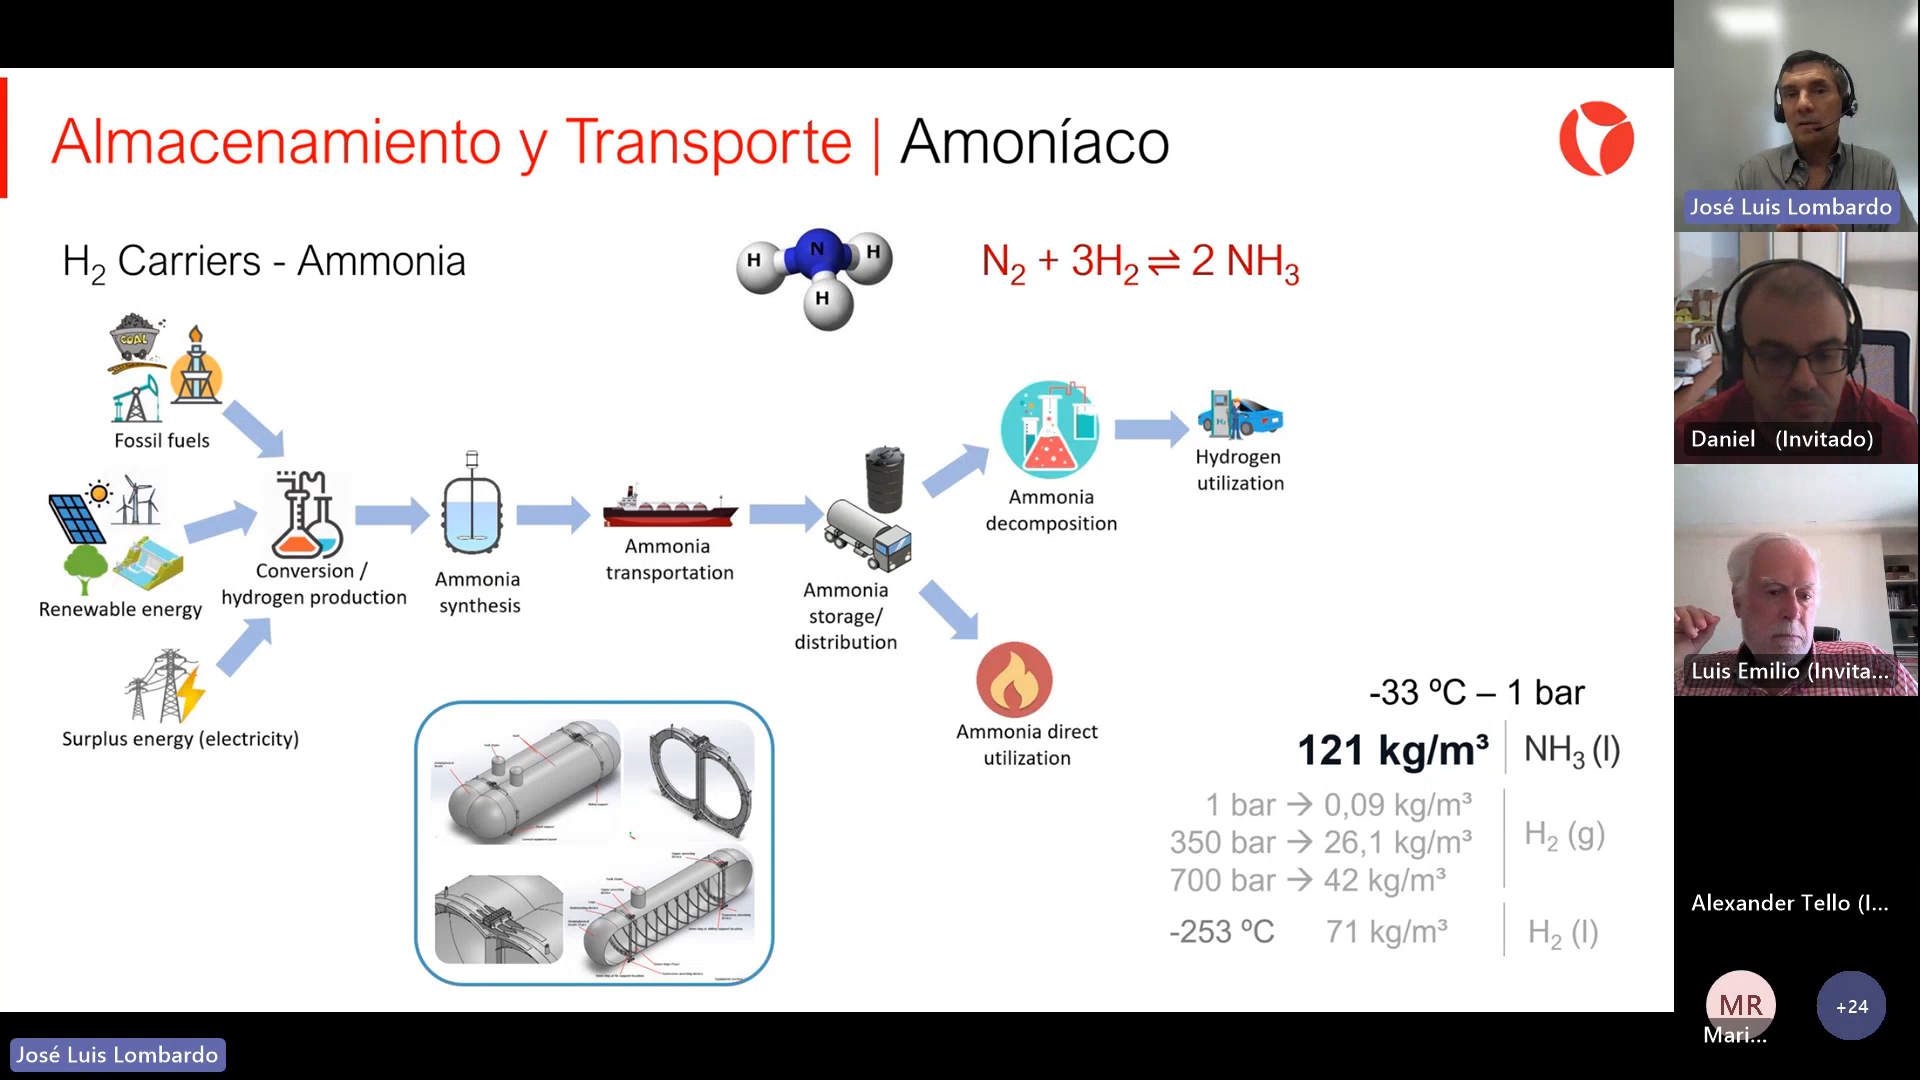 Almacenamiento y Transporte | Amoníaco
H₂ Carriers - Ammonia
N
H
H
H
N₂ + 3H₂ ⇌ 2 NH₃
COAL
Fossil fuels
Renewable energy
Surplus energy (electricity)
Conversion /
hydrogen production
Ammonia
synthesis
Ammonia
transportation
Ammonia
storage/
distribution
Ammonia
decomposition
Hydrogen
utilization
Ammonia direct
utilization
-33 ºC – 1 bar
121 kg/m³ NH₃ (l)
1 bar → 0,09 kg/m³
350 bar → 26,1 kg/m³ H₂ (g)
700 bar → 42 kg/m³
-253 ºC 71 kg/m³ H₂ (l)
José Luis Lombardo
Daniel (Invitado)
Luis Emilio (Invita...
Alexander Tello (I...
MR
Mari...
+24
José Luis Lombardo